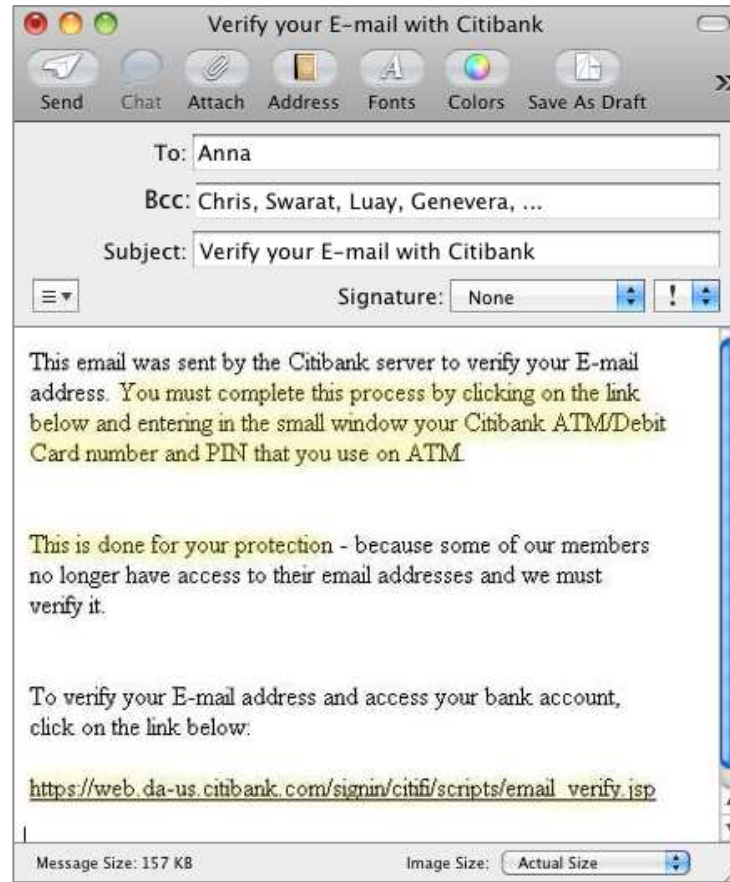 Verify your E-mail with Citibank
Send Chat Attach Address Fonts Colors Save As Draft »
To: Anna
Bcc: Chris, Swarat, Luay, Genevera, ...
Subject: Verify your E-mail with Citibank
Signature: None !
This email was sent by the Citibank server to verify your E-mail
address. You must complete this process by clicking on the link
below and entering in the small window your Citibank ATM/Debit
Card number and PIN that you use on ATM.
This is done for your protection - because some of our members
no longer have access to their email addresses and we must
verify it.
To verify your E-mail address and access your bank account,
click on the link below:
https://web.da-us.citibank.com/signin/citifi/scripts/email_verify.jsp
Message Size: 157 KB Image Size: Actual Size